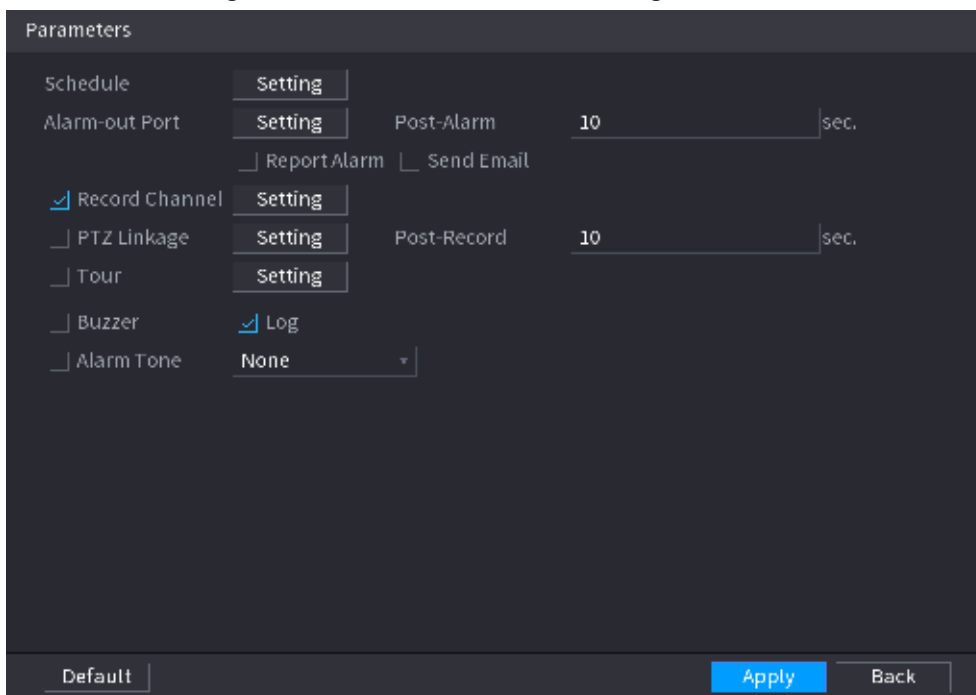 Parameters
Schedule Setting
Alarm-out Port Setting Post-Alarm 10 sec.
Report Alarm Send Email
Record Channel Setting
PTZ Linkage Setting Post-Record 10 sec.
Tour Setting
Buzzer Log
Alarm Tone None
Default Apply Back